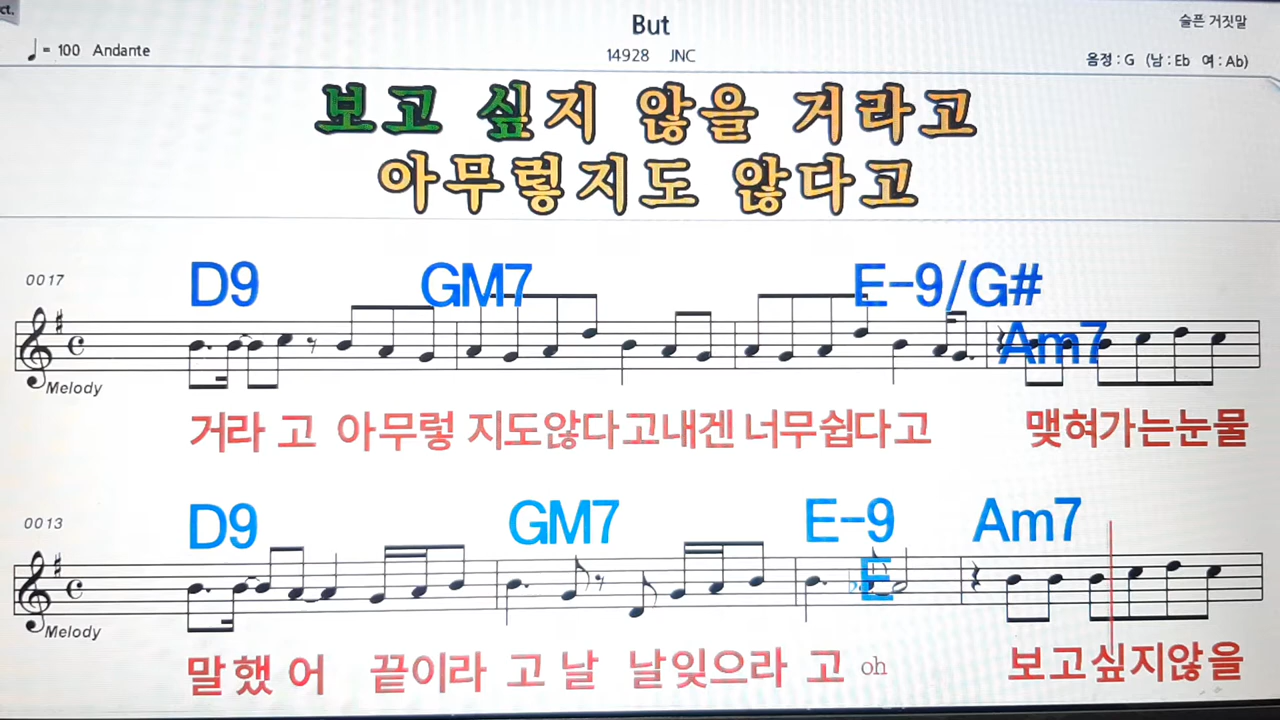 ct.
But
슬픈 거짓말
♩= 100 Andante
14928 JNC
음정 : G (남 : Eb 여 : Ab)
보고 싶지 않을 거라고
아무렇지도 않다고
0017
D9 GM7 E-9/G# Am7
Melody
거라 고 아무렇 지도않다고내겐 너무쉽다고 맺혀가는눈물
0013
D9 GM7 E-9 E Am7
Melody
말했 어 끝이라 고 날 날잊으라 고 oh 보고싶지않을